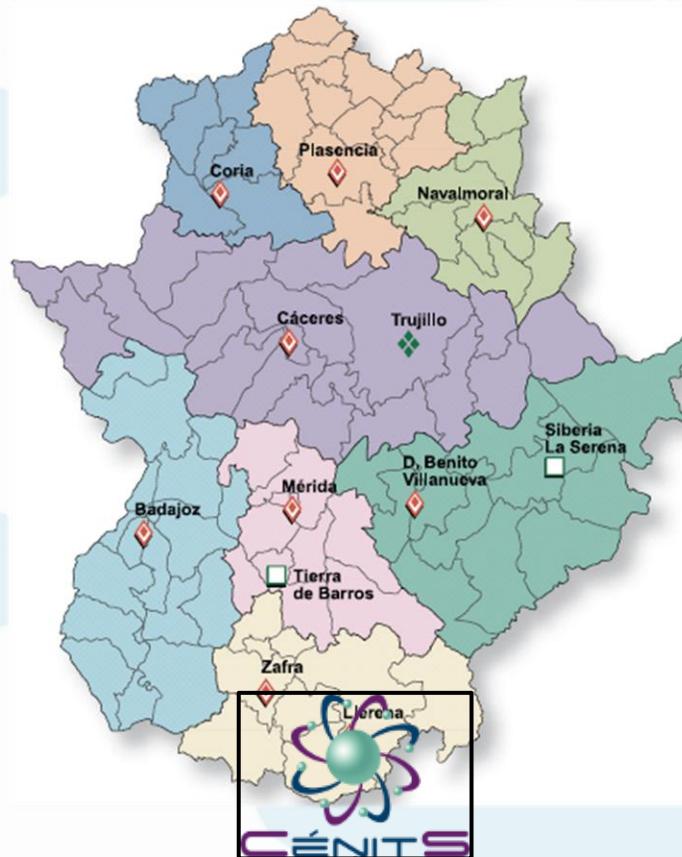 Plasencia
Coria
Navalmoral
Cáceres
Trujillo
Siberia
La Serena
D. Benito
Villanueva
Mérida
Badajoz
Tierra
de Barros
Zafra
Llerena
CÉNITS